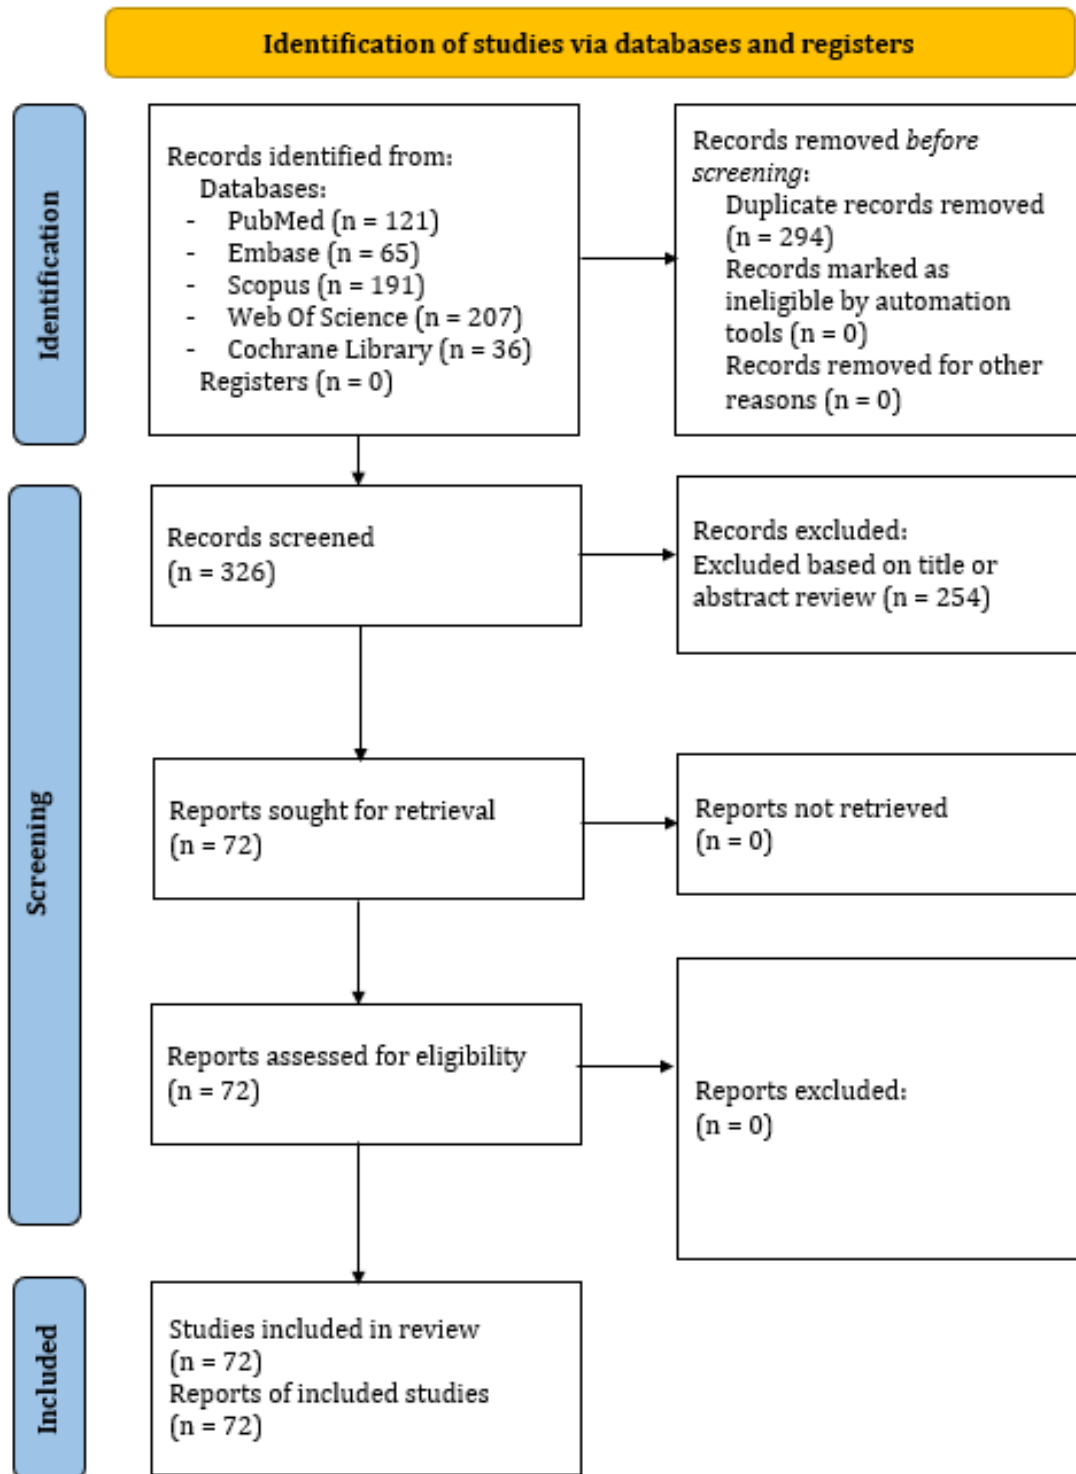 Identification of studies via databases and registers
Identification
Records identified from:
Databases:
- PubMed (n = 121)
- Embase (n = 65)
- Scopus (n = 191)
- Web Of Science (n = 207)
- Cochrane Library (n = 36)
Registers (n = 0)
Records removed before
screening:
Duplicate records removed
(n = 294)
Records marked as
ineligible by automation
tools (n = 0)
Records removed for other
reasons (n = 0)
Screening
Records screened
(n = 326)
Records excluded:
Excluded based on title or
abstract review (n = 254)
Reports sought for retrieval
(n = 72)
Reports not retrieved
(n = 0)
Reports assessed for eligibility
(n = 72)
Reports excluded:
(n = 0)
Included
Studies included in review
(n = 72)
Reports of included studies
(n = 72)